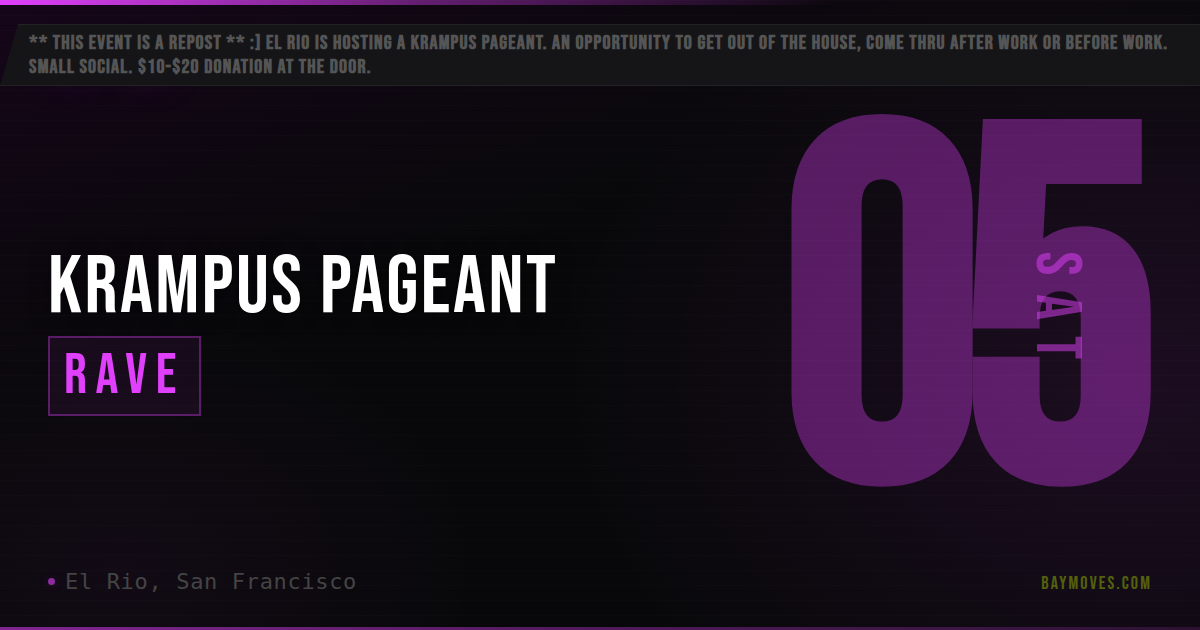 ** THIS EVENT IS A REPOST ** :] EL RIO IS HOSTING A KRAMPUS PAGEANT. AN OPPORTUNITY TO GET OUT OF THE HOUSE, COME THRU AFTER WORK OR BEFORE WORK.
SMALL SOCIAL. $10-$20 DONATION AT THE DOOR.
05
SAT
KRAMPUS PAGEANT
RAVE
El Rio, San Francisco
BAYMOVES.COM